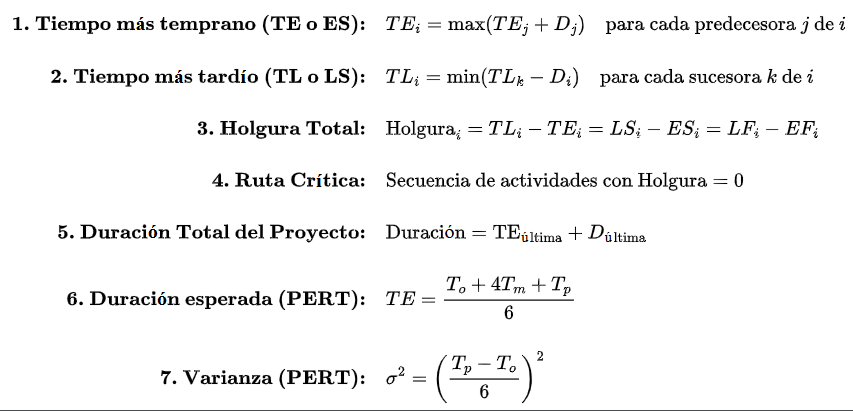 1. Tiempo más temprano (TE o ES): TE_i = max(TE_j + D_j) para cada predecesora j de i
2. Tiempo más tardío (TL o LS): TL_i = min(TL_k − D_i) para cada sucesora k de i
3. Holgura Total: Holgura_i = TL_i − TE_i = LS_i − ES_i = LF_i − EF_i
4. Ruta Crítica: Secuencia de actividades con Holgura = 0
5. Duración Total del Proyecto: Duración = TE_última + D_última
6. Duración esperada (PERT): TE = (T_o + 4T_m + T_p) / 6
7. Varianza (PERT): σ² = ((T_p − T_o) / 6)²